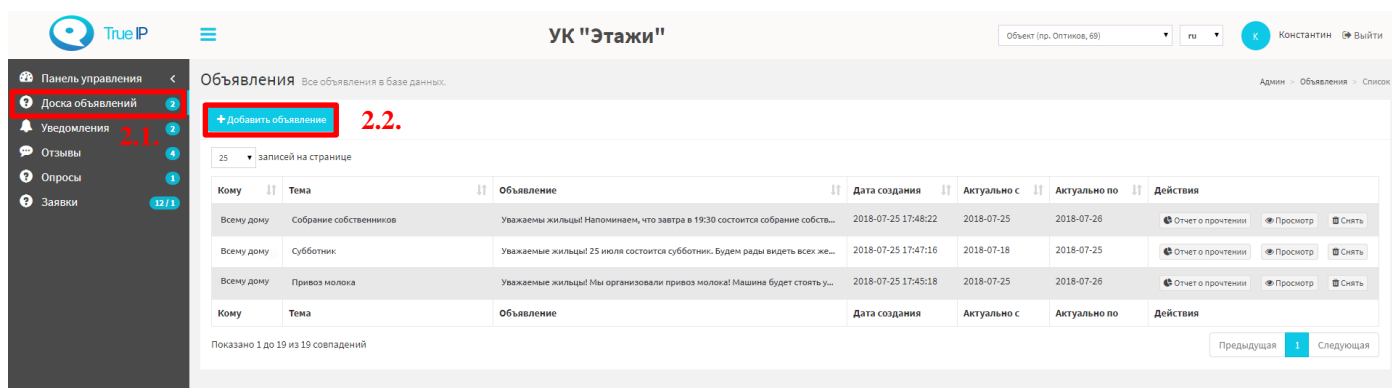 True IP
УК "Этажи"
Объект (пр. Оптиков, 69) ru К Константин Выйти
Панель управления
Доска объявлений 2
2.1.
Уведомления 2
Отзывы 4
Опросы 1
Заявки 12 / 1
Объявления Все объявления в базе данных.
Админ > Объявления > Список
+ Добавить объявление 2.2.
25 записей на странице
Кому Тема Объявление Дата создания Актуально с Актуально по Действия
Всему дому Собрание собственников Уважаемы жильцы! Напоминаем, что завтра в 19:30 состоится собрание собств... 2018-07-25 17:48:22 2018-07-25 2018-07-26 Отчет о прочтении Просмотр Снять
Всему дому Субботник Уважаемые жильцы! 25 июля состоится субботник. Будем рады видеть всех же... 2018-07-25 17:47:16 2018-07-18 2018-07-25 Отчет о прочтении Просмотр Снять
Всему дому Привоз молока Уважаемые жильцы! Мы организовали привоз молока! Машина будет стоять у... 2018-07-25 17:45:18 2018-07-25 2018-07-26 Отчет о прочтении Просмотр Снять
Кому Тема Объявление Дата создания Актуально с Актуально по Действия
Показано 1 до 19 из 19 совпадений
Предыдущая 1 Следующая